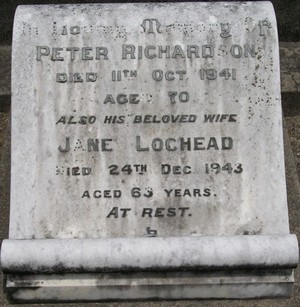 In Loving Memory of
PETER RICHARDSON
DIED 11TH OCT 1941
AGED 70
ALSO HIS BELOVED WIFE
JANE LOCHEAD
DIED 24TH DEC 1943
AGED 63 YEARS.
AT REST.